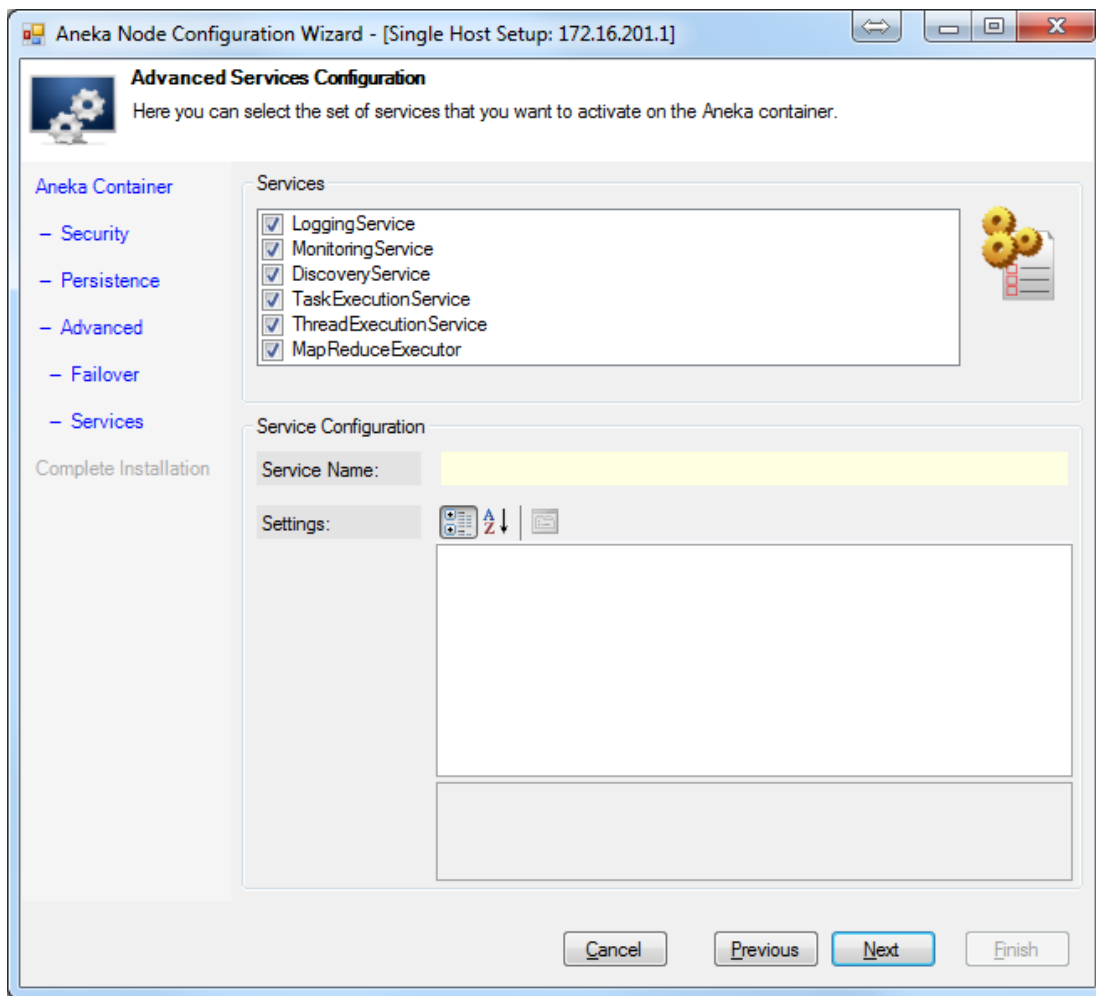 Aneka Node Configuration Wizard - [Single Host Setup: 172.16.201.1]
Advanced Services Configuration
Here you can select the set of services that you want to activate on the Aneka container.
Aneka Container
– Security
– Persistence
– Advanced
– Failover
– Services
Complete Installation
Services
LoggingService
MonitoringService
DiscoveryService
TaskExecutionService
ThreadExecutionService
MapReduceExecutor
Service Configuration
Service Name:
Settings:
A
Z
Cancel
Previous
Next
Finish